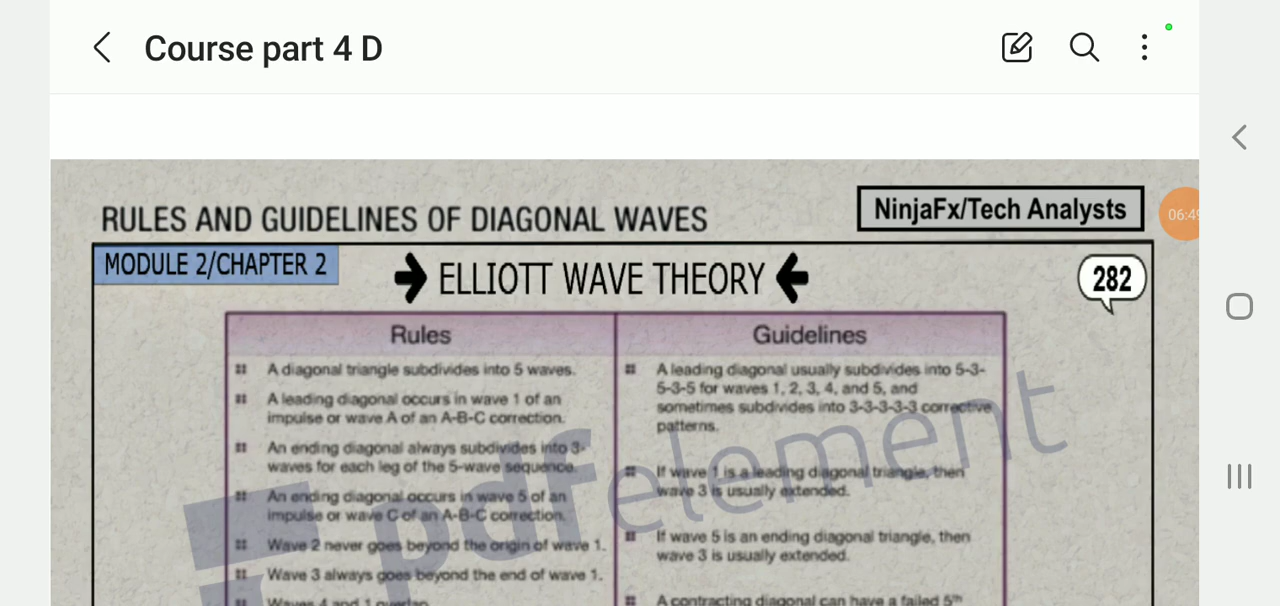 Course part 4 D
RULES AND GUIDELINES OF DIAGONAL WAVES
NinjaFx/Tech Analysts
06:49
MODULE 2/CHAPTER 2
ELLIOTT WAVE THEORY
282
Rules
A diagonal triangle subdivides into 5 waves.
A leading diagonal occurs in wave 1 of an
impulse or wave A of an A-B-C correction.
An ending diagonal always subdivides into 3-
waves for each leg of the 5-wave sequence.
An ending diagonal occurs in wave 5 of an
impulse or wave C of an A-B-C correction.
Wave 2 never goes beyond the origin of wave 1.
Wave 3 always goes beyond the end of wave 1.
Waves 4 and 1 overlap
Guidelines
A leading diagonal usually subdivides into 5-3-
5-3-5 for waves 1, 2, 3, 4, and 5, and
sometimes subdivides into 3-3-3-3-3 corrective
patterns.
If wave 1 is a leading diagonal triangle, then
wave 3 is usually extended.
If wave 5 is an ending diagonal triangle, then
wave 3 is usually extended.
A contracting diagonal can have a failed 5th
pdfelement